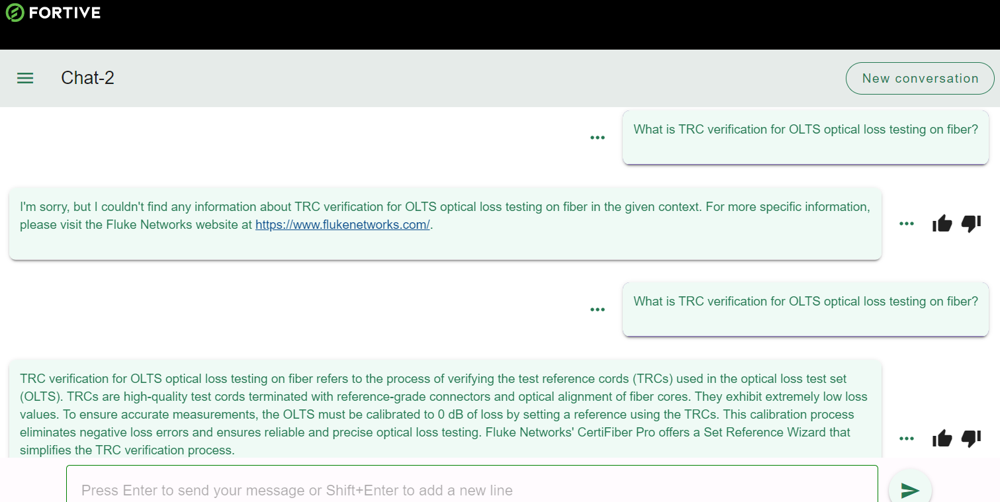 FORTIVE
Chat-2
New conversation
What is TRC verification for OLTS optical loss testing on fiber?
I'm sorry, but I couldn't find any information about TRC verification for OLTS optical loss testing on fiber in the given context. For more specific information,
please visit the Fluke Networks website at https://www.flukenetworks.com/.
What is TRC verification for OLTS optical loss testing on fiber?
TRC verification for OLTS optical loss testing on fiber refers to the process of verifying the test reference cords (TRCs) used in the optical loss test set
(OLTS). TRCs are high-quality test cords terminated with reference-grade connectors and optical alignment of fiber cores. They exhibit extremely low loss
values. To ensure accurate measurements, the OLTS must be calibrated to 0 dB of loss by setting a reference using the TRCs. This calibration process
eliminates negative loss errors and ensures reliable and precise optical loss testing. Fluke Networks' CertiFiber Pro offers a Set Reference Wizard that
simplifies the TRC verification process.
Press Enter to send your message or Shift+Enter to add a new line